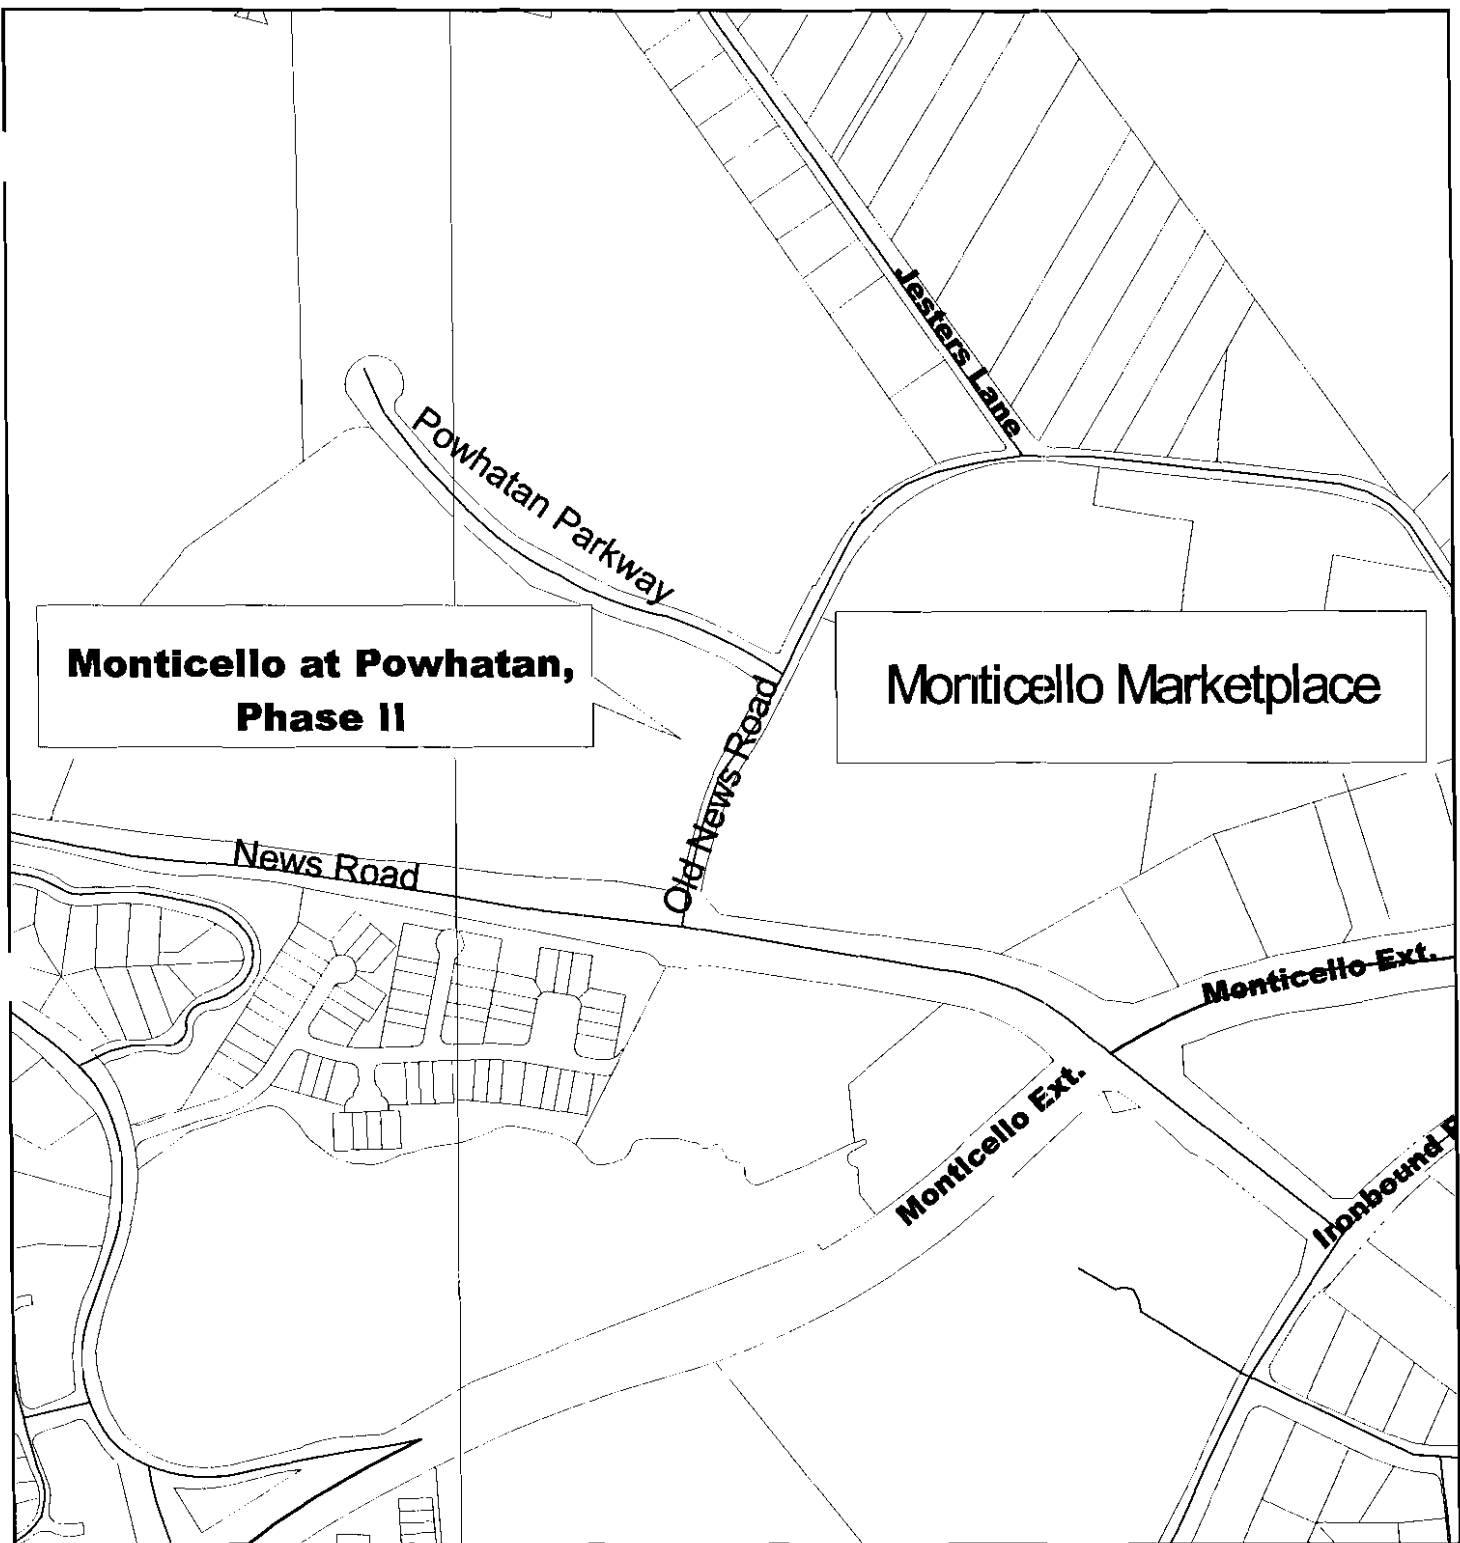 Jesters Lane
Powhatan Parkway
Monticello at Powhatan,
Phase II
Monticello Marketplace
Old News Road
News Road
Monticello Ext.
Monticello Ext.
Ironbound